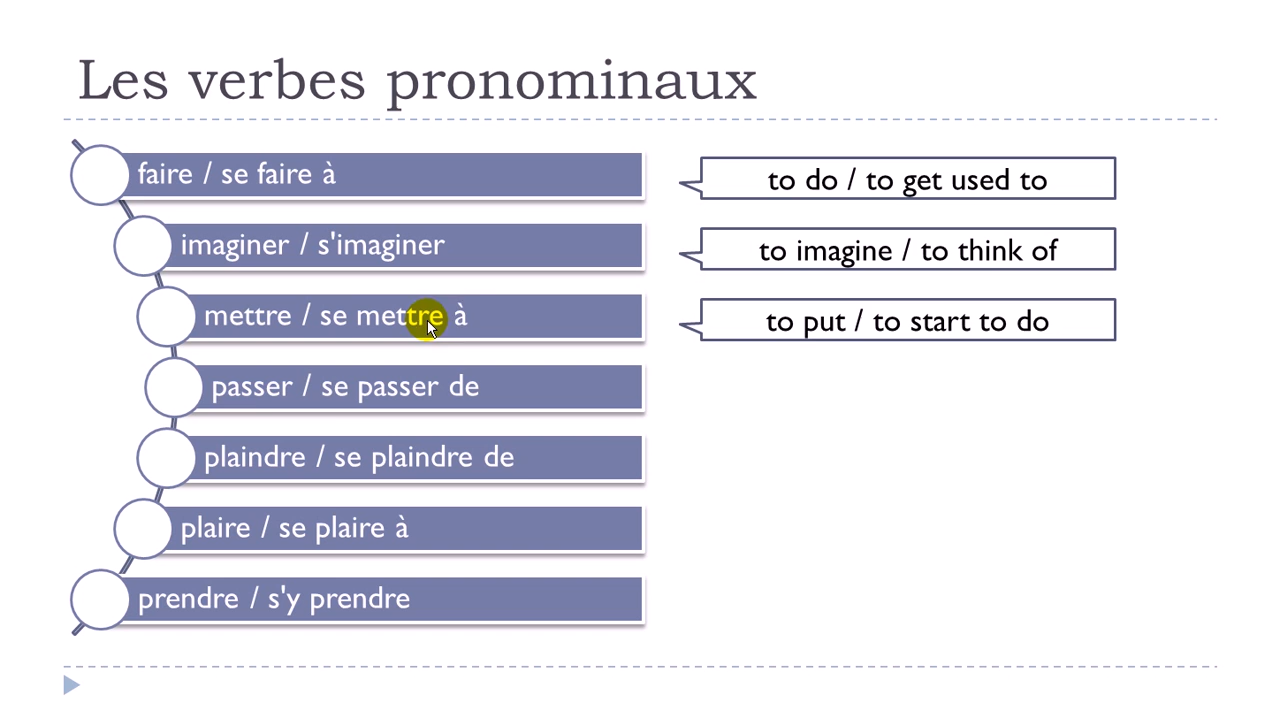 Les verbes pronominaux
faire / se faire à
to do / to get used to
imaginer / s'imaginer
to imagine / to think of
mettre / se mettre à
to put / to start to do
passer / se passer de
plaindre / se plaindre de
plaire / se plaire à
prendre / s'y prendre